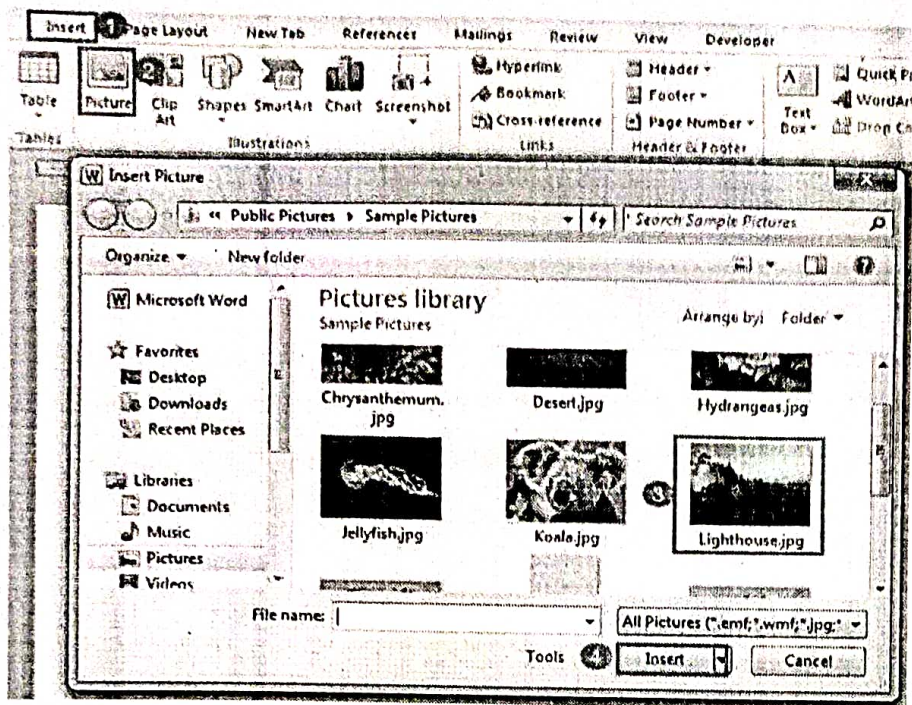 Insert 1 Page Layout New Tab References Mailings Review View Developer
Table
Tables
Picture 2 Clip Art Shapes SmartArt Chart Screenshot
Illustrations
Hyperlink
Bookmark
Cross-reference
Links
Header
Footer
Page Number
Header & Footer
A
Text Box
Quick
WordArt
Drop
W Insert Picture
« Public Pictures Sample Pictures Search Sample Pictures
Organize New folder
W Microsoft Word
Favorites
Desktop
Downloads
Recent Places
Libraries
Documents
Music
Pictures
Videos
Pictures library
Sample Pictures
Arrange by: Folder
Chrysanthemum.jpg Desert.jpg Hydrangeas.jpg
Jellyfish.jpg Koala.jpg 3 Lighthouse.jpg
File name: All Pictures (*.emf;*.wmf;*.jpg;*
Tools 4 Insert Cancel